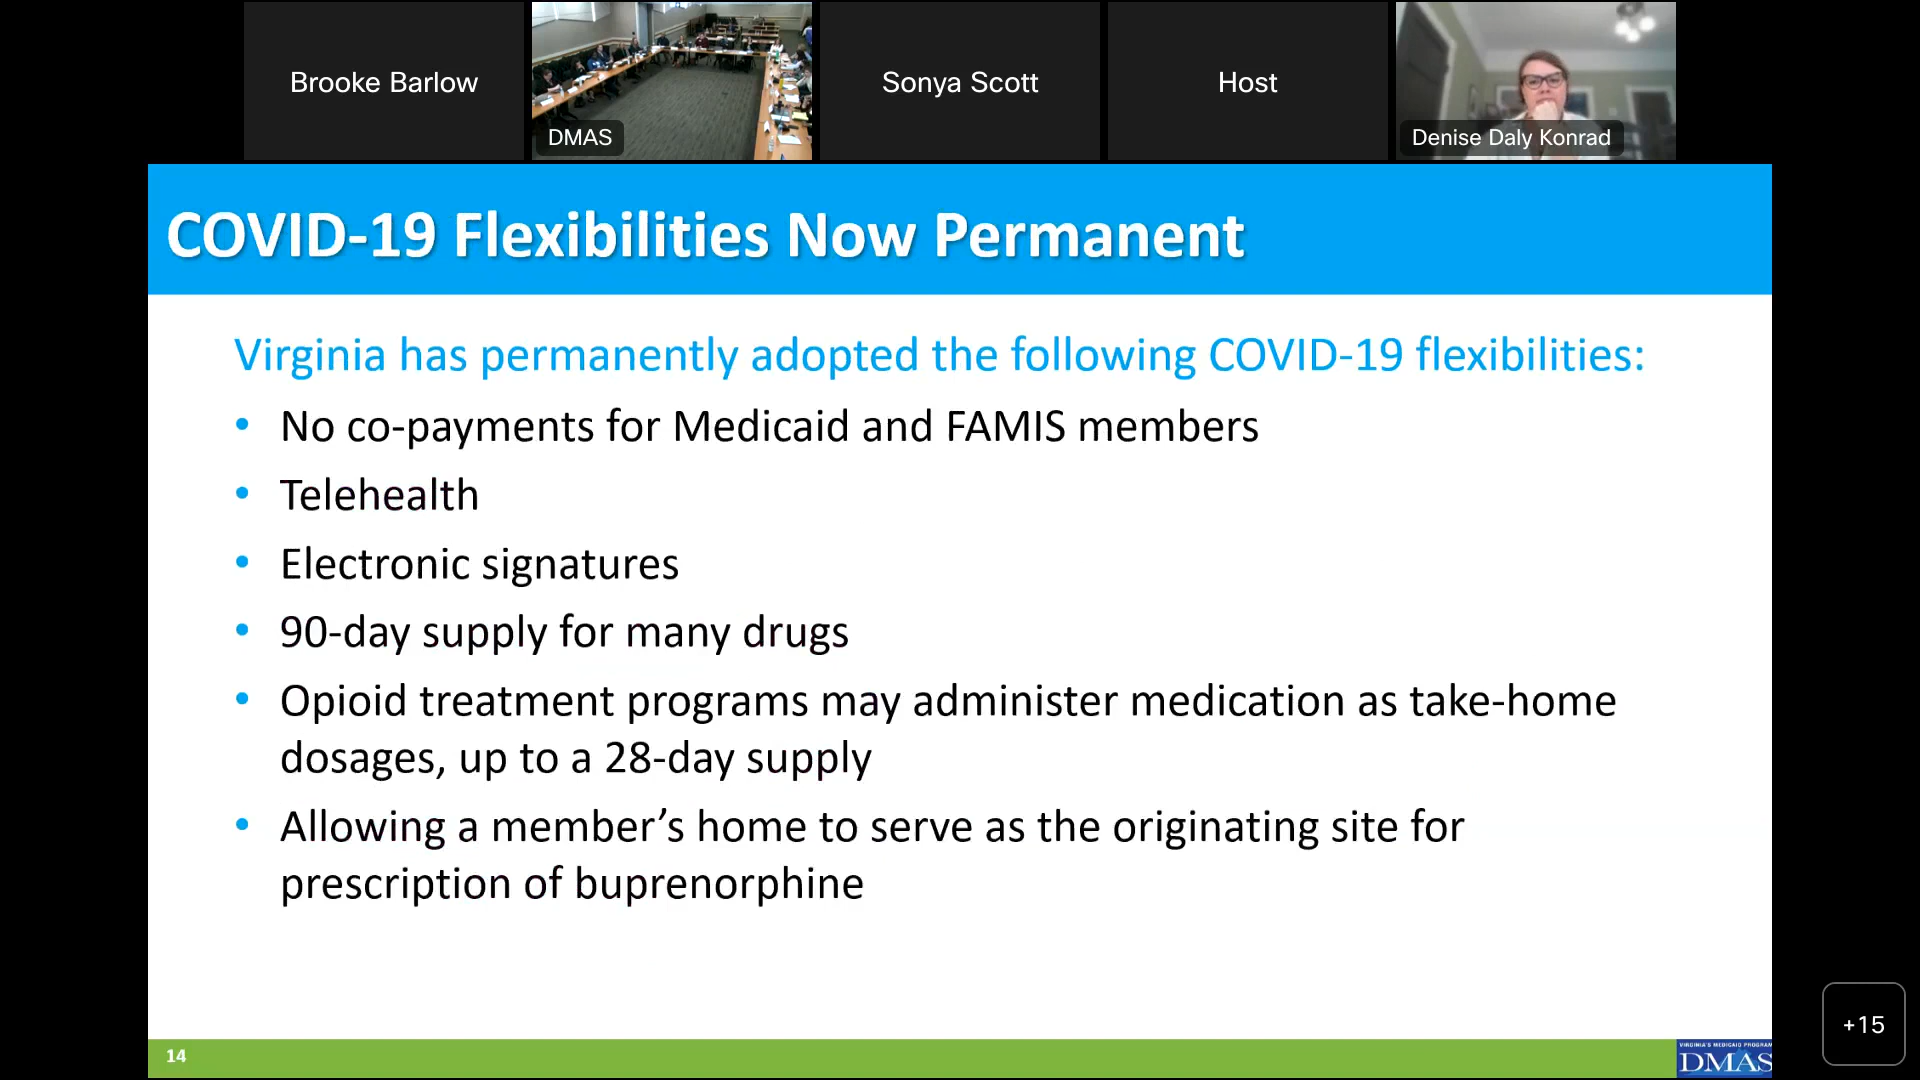 Brooke Barlow
DMAS
Sonya Scott
Host
Denise Daly Konrad
COVID-19 Flexibilities Now Permanent
Virginia has permanently adopted the following COVID-19 flexibilities:
• No co-payments for Medicaid and FAMIS members
• Telehealth
• Electronic signatures
• 90-day supply for many drugs
• Opioid treatment programs may administer medication as take-home
dosages, up to a 28-day supply
• Allowing a member’s home to serve as the originating site for
prescription of buprenorphine
14
VIRGINIA'S MEDICAID PROGRAM
DMAS
+15